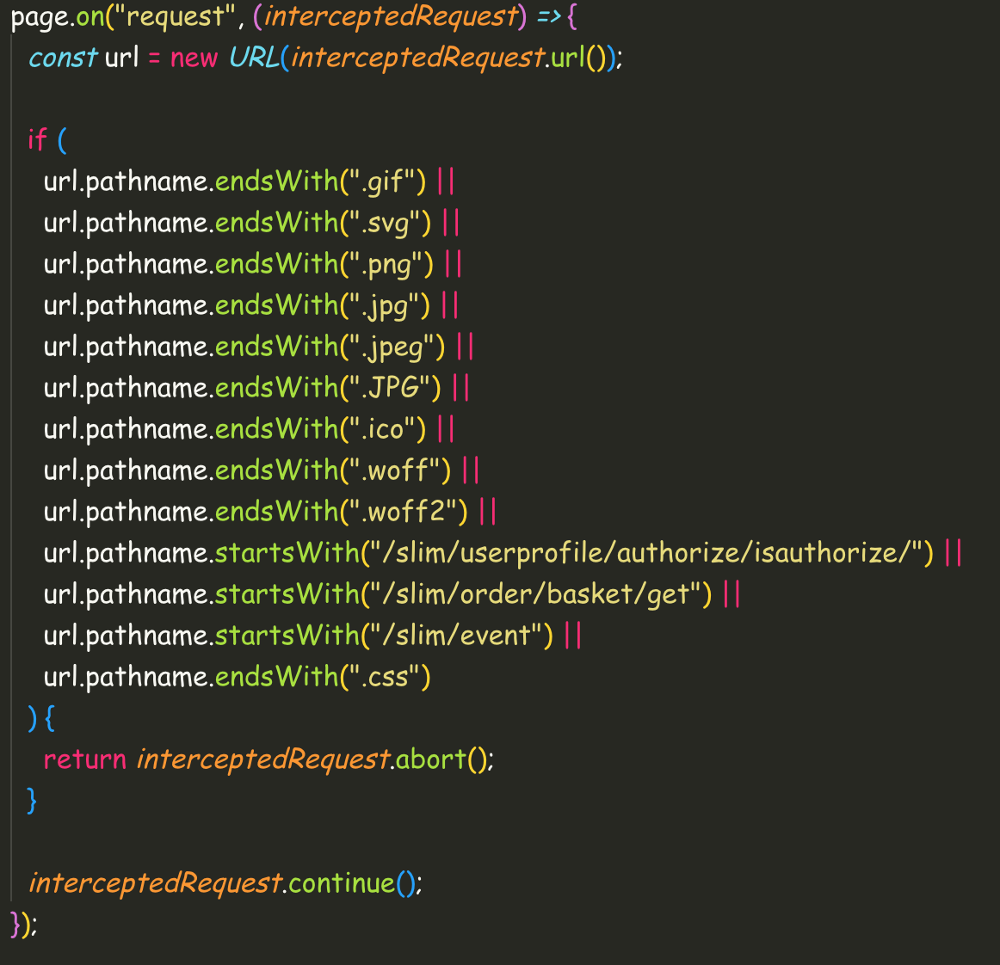 page.on("request", (interceptedRequest) => {
const url = new URL(interceptedRequest.url());
if (
url.pathname.endsWith(".gif") ||
url.pathname.endsWith(".svg") ||
url.pathname.endsWith(".png") ||
url.pathname.endsWith(".jpg") ||
url.pathname.endsWith(".jpeg") ||
url.pathname.endsWith(".JPG") ||
url.pathname.endsWith(".ico") ||
url.pathname.endsWith(".woff") ||
url.pathname.endsWith(".woff2") ||
url.pathname.startsWith("/slim/userprofile/authorize/isauthorize/") ||
url.pathname.startsWith("/slim/order/basket/get") ||
url.pathname.startsWith("/slim/event") ||
url.pathname.endsWith(".css")
) {
return interceptedRequest.abort();
}
interceptedRequest.continue();
});